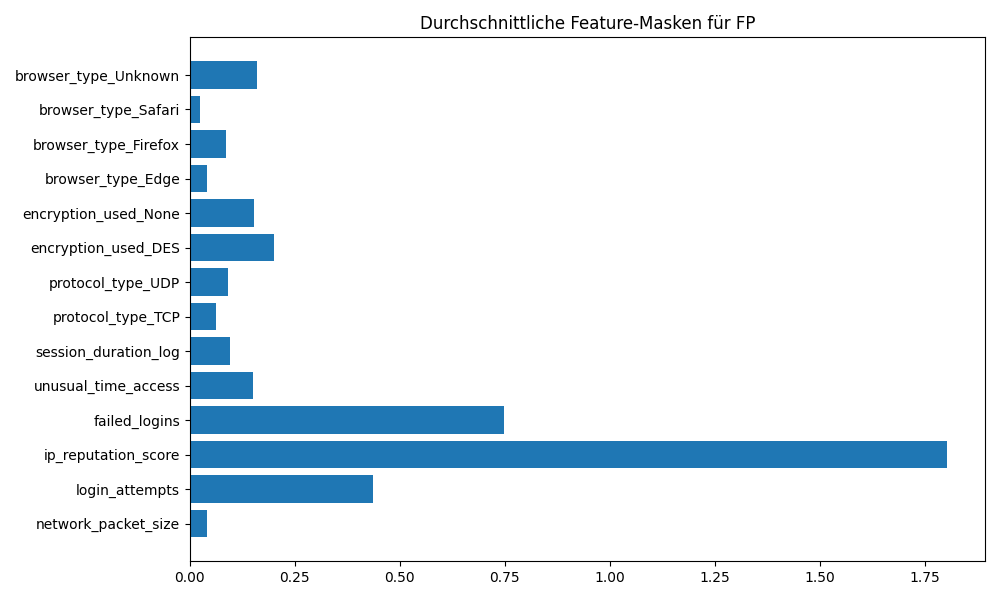 Durchschnittliche Feature-Masken für FP
browser_type_Unknown
browser_type_Safari
browser_type_Firefox
browser_type_Edge
encryption_used_None
encryption_used_DES
protocol_type_UDP
protocol_type_TCP
session_duration_log
unusual_time_access
failed_logins
ip_reputation_score
login_attempts
network_packet_size
0.00 0.25 0.50 0.75 1.00 1.25 1.50 1.75